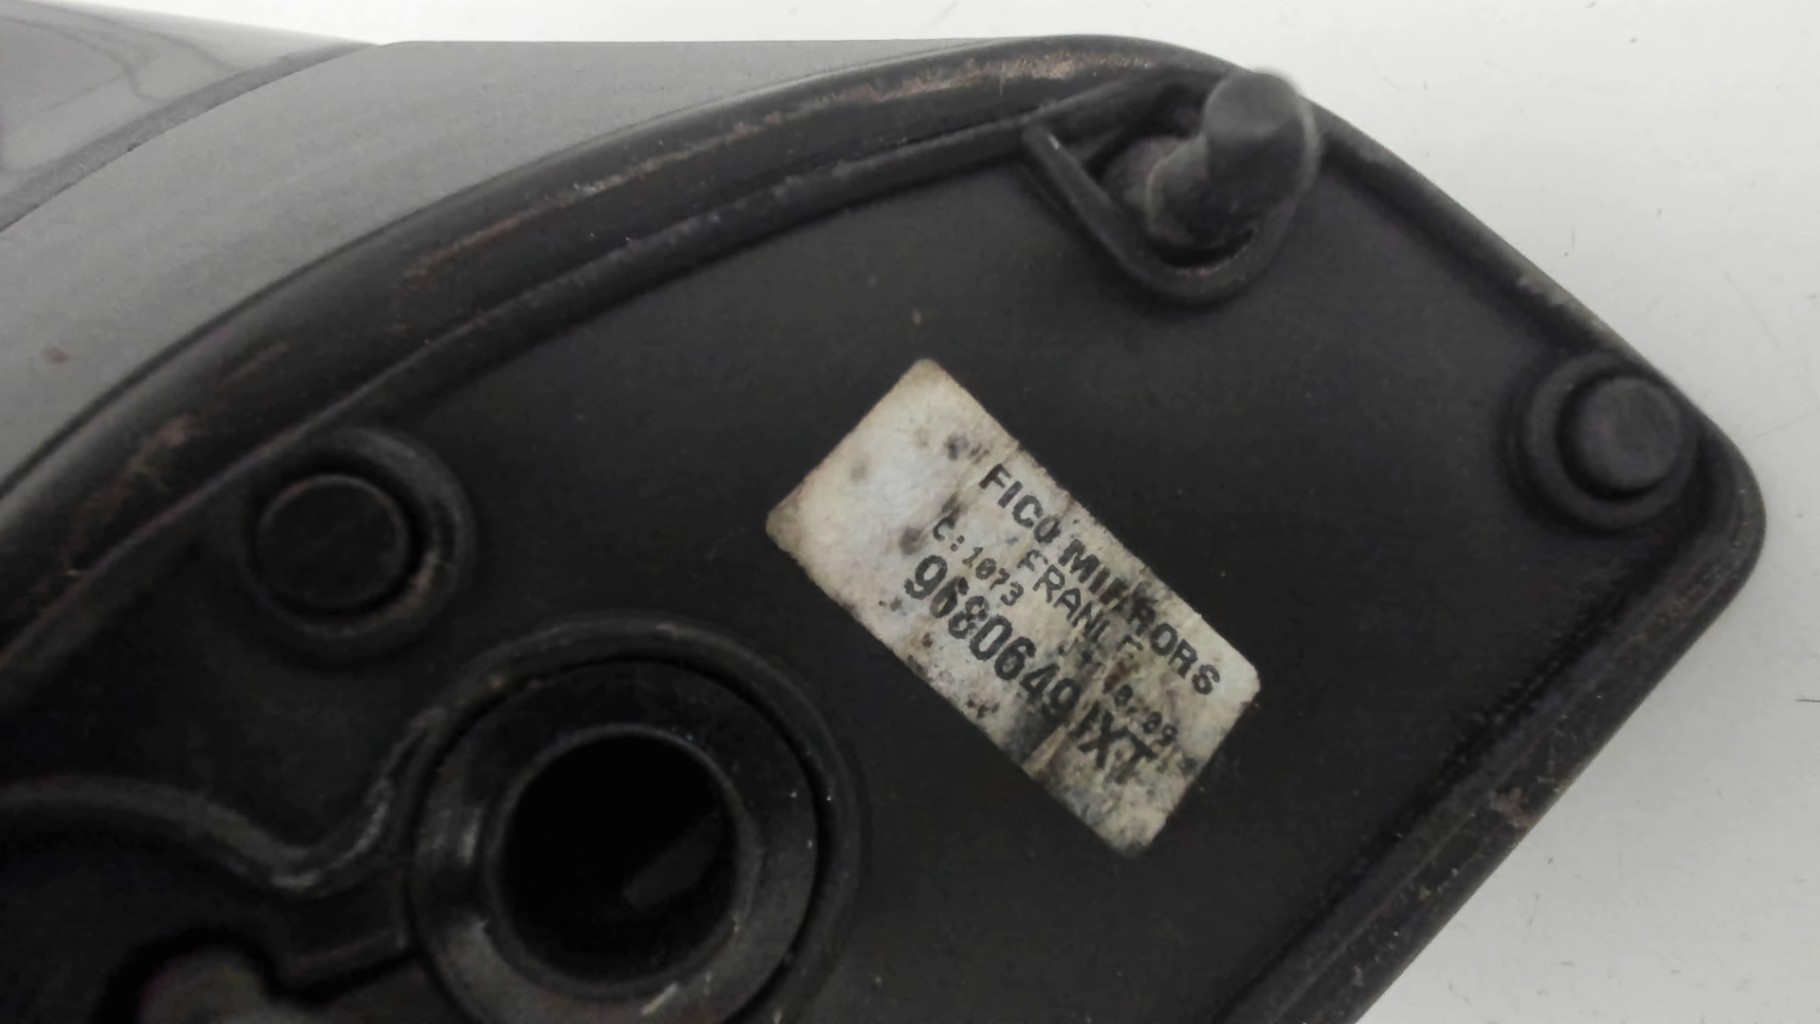 FICO MIRRORS
FRANCE
C: 1073
9680649 XT